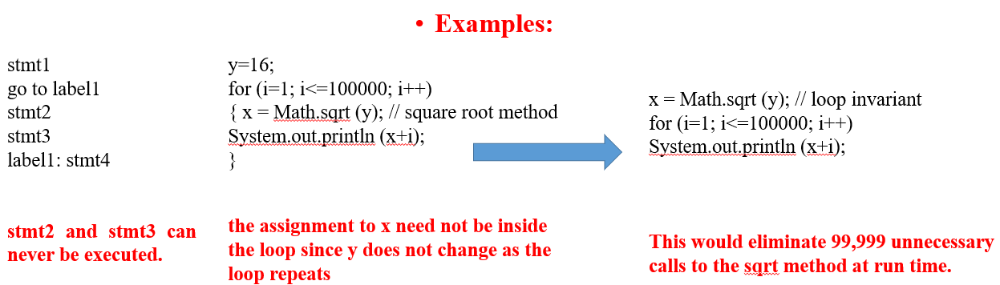 • Examples:
stmt1
go to label1
stmt2
stmt3
label1: stmt4
stmt2 and stmt3 can
never be executed.
y=16;
for (i=1; i<=100000; i++)
{ x = Math.sqrt (y); // square root method
System.out.println (x+i);
}
the assignment to x need not be inside
the loop since y does not change as the
loop repeats
x = Math.sqrt (y); // loop invariant
for (i=1; i<=100000; i++)
System.out.println (x+i);
This would eliminate 99,999 unnecessary
calls to the sqrt method at run time.